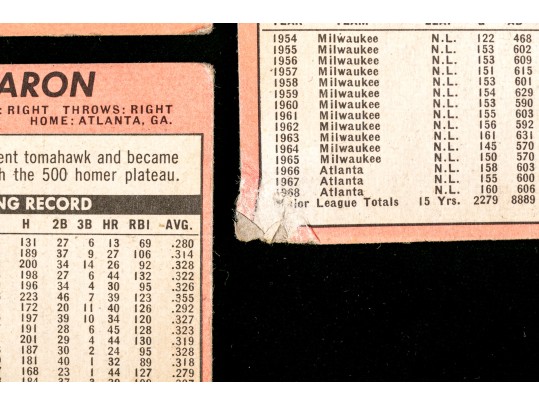 ARON
: RIGHT THROWS: RIGHT
HOME: ATLANTA, GA.
ent tomahawk and became
h the 500 homer plateau.
NG RECORD
H 2B 3B HR RBI AVG.
131 27 6 13 69 .280
189 37 9 27 106 .314
200 34 14 26 92 .328
198 27 6 44 132 .322
196 34 4 30 95 .326
223 46 7 39 123 .355
172 20 11 40 126 .292
197 39 10 34 120 .327
191 28 6 45 128 .323
201 29 4 44 130 .319
187 30 2 24 95 .328
181 40 1 32 89 .318
168 23 1 44 127 .279
1954 Milwaukee N.L. 122 468
1955 Milwaukee N.L. 153 602
1956 Milwaukee N.L. 153 609
1957 Milwaukee N.L. 151 615
1958 Milwaukee N.L. 153 601
1959 Milwaukee N.L. 154 629
1960 Milwaukee N.L. 153 590
1961 Milwaukee N.L. 155 603
1962 Milwaukee N.L. 156 592
1963 Milwaukee N.L. 161 631
1964 Milwaukee N.L. 145 570
1965 Milwaukee N.L. 150 570
1966 Atlanta N.L. 158 603
1967 Atlanta N.L. 155 600
1968 Atlanta N.L. 160 606
jor League Totals 15 Yrs. 2279 8889